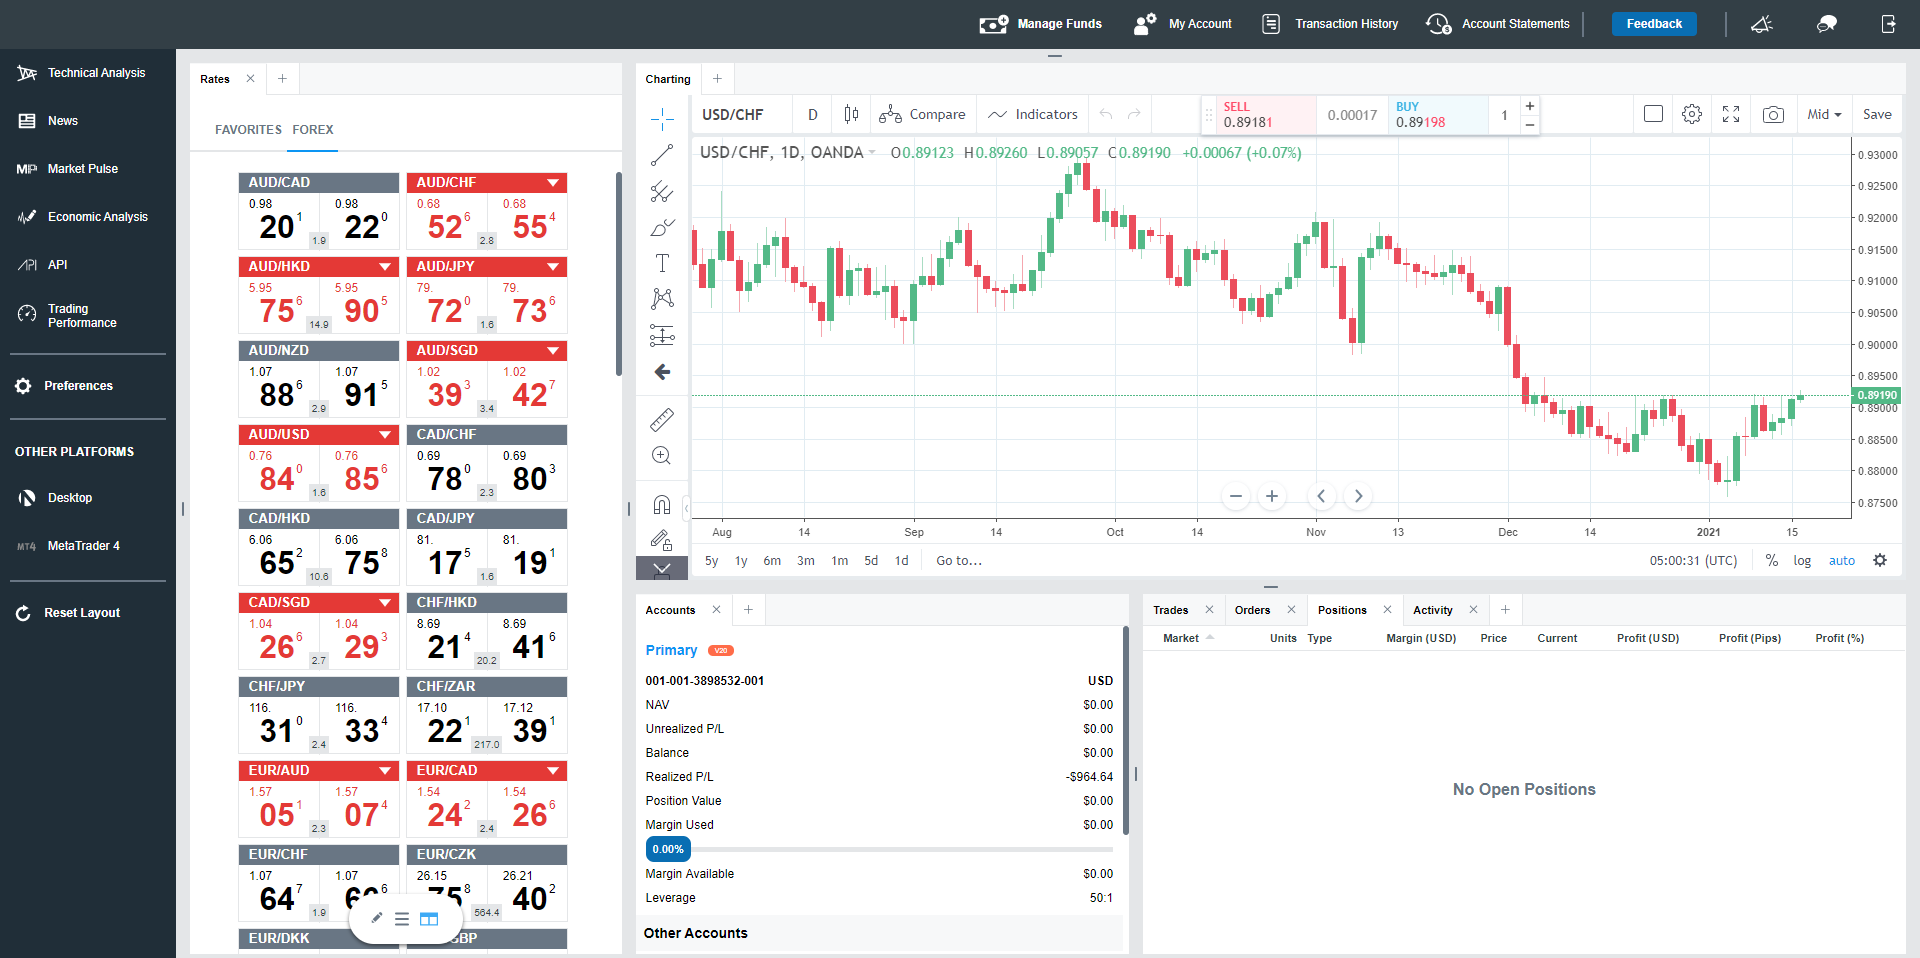 Manage Funds
My Account
Transaction History
Account Statements
Feedback
Technical Analysis
News
MP Market Pulse
Economic Analysis
API API
Trading
Performance
Preferences
OTHER PLATFORMS
Desktop
MT4 MetaTrader 4
Reset Layout
Rates
FAVORITES FOREX
AUD/CAD
0.98 0.98
20 1 22 0
1.9
AUD/CHF
0.68 0.68
52 6 55 4
2.8
AUD/HKD
5.95 5.95
75 6 90 5
14.9
AUD/JPY
79. 79.
72 0 73 6
1.6
AUD/NZD
1.07 1.07
88 6 91 5
2.9
AUD/SGD
1.02 1.02
39 3 42 7
3.4
AUD/USD
0.76 0.76
84 0 85 6
1.6
CAD/CHF
0.69 0.69
78 0 80 3
2.3
CAD/HKD
6.06 6.06
65 2 75 8
10.6
CAD/JPY
81. 81.
17 5 19 1
1.6
CAD/SGD
1.04 1.04
26 6 29 3
2.7
CHF/HKD
8.69 8.69
21 4 41 6
20.2
CHF/JPY
116. 116.
31 0 33 4
2.4
CHF/ZAR
17.10 17.12
22 1 39 1
217.0
EUR/AUD
1.57 1.57
05 1 07 4
2.3
EUR/CAD
1.54 1.54
24 2 26 6
2.4
EUR/CHF
1.07 1.07
64 7 6
1.9
EUR/CZK
26.15 26.21
8 40 2
564.4
EUR/DKK
GBP
Charting
USD/CHF D Compare Indicators
SELL
0.89181
0.00017
BUY
0.89198
1
Mid Save
USD/CHF, 1D, OANDA O0.89123 H0.89260 L0.89057 C0.89190 +0.00067 (+0.07%)
0.93000
0.92500
0.92000
0.91500
0.91000
0.90500
0.90000
0.89500
0.89190
0.89000
0.88500
0.88000
0.87500
Aug 14 Sep 14 Oct 14 Nov 13 Dec 14 2021 15
5y 1y 6m 3m 1m 5d 1d Go to...
05:00:31 (UTC) % log auto
Accounts
Primary V20
001-001-3898532-001 USD
NAV $0.00
Unrealized P/L $0.00
Balance $0.00
Realized P/L -$964.64
Position Value $0.00
Margin Used $0.00
0.00%
Margin Available $0.00
Leverage 50:1
Other Accounts
Trades Orders Positions Activity
Market Units Type Margin (USD) Price Current Profit (USD) Profit (Pips) Profit (%)
No Open Positions